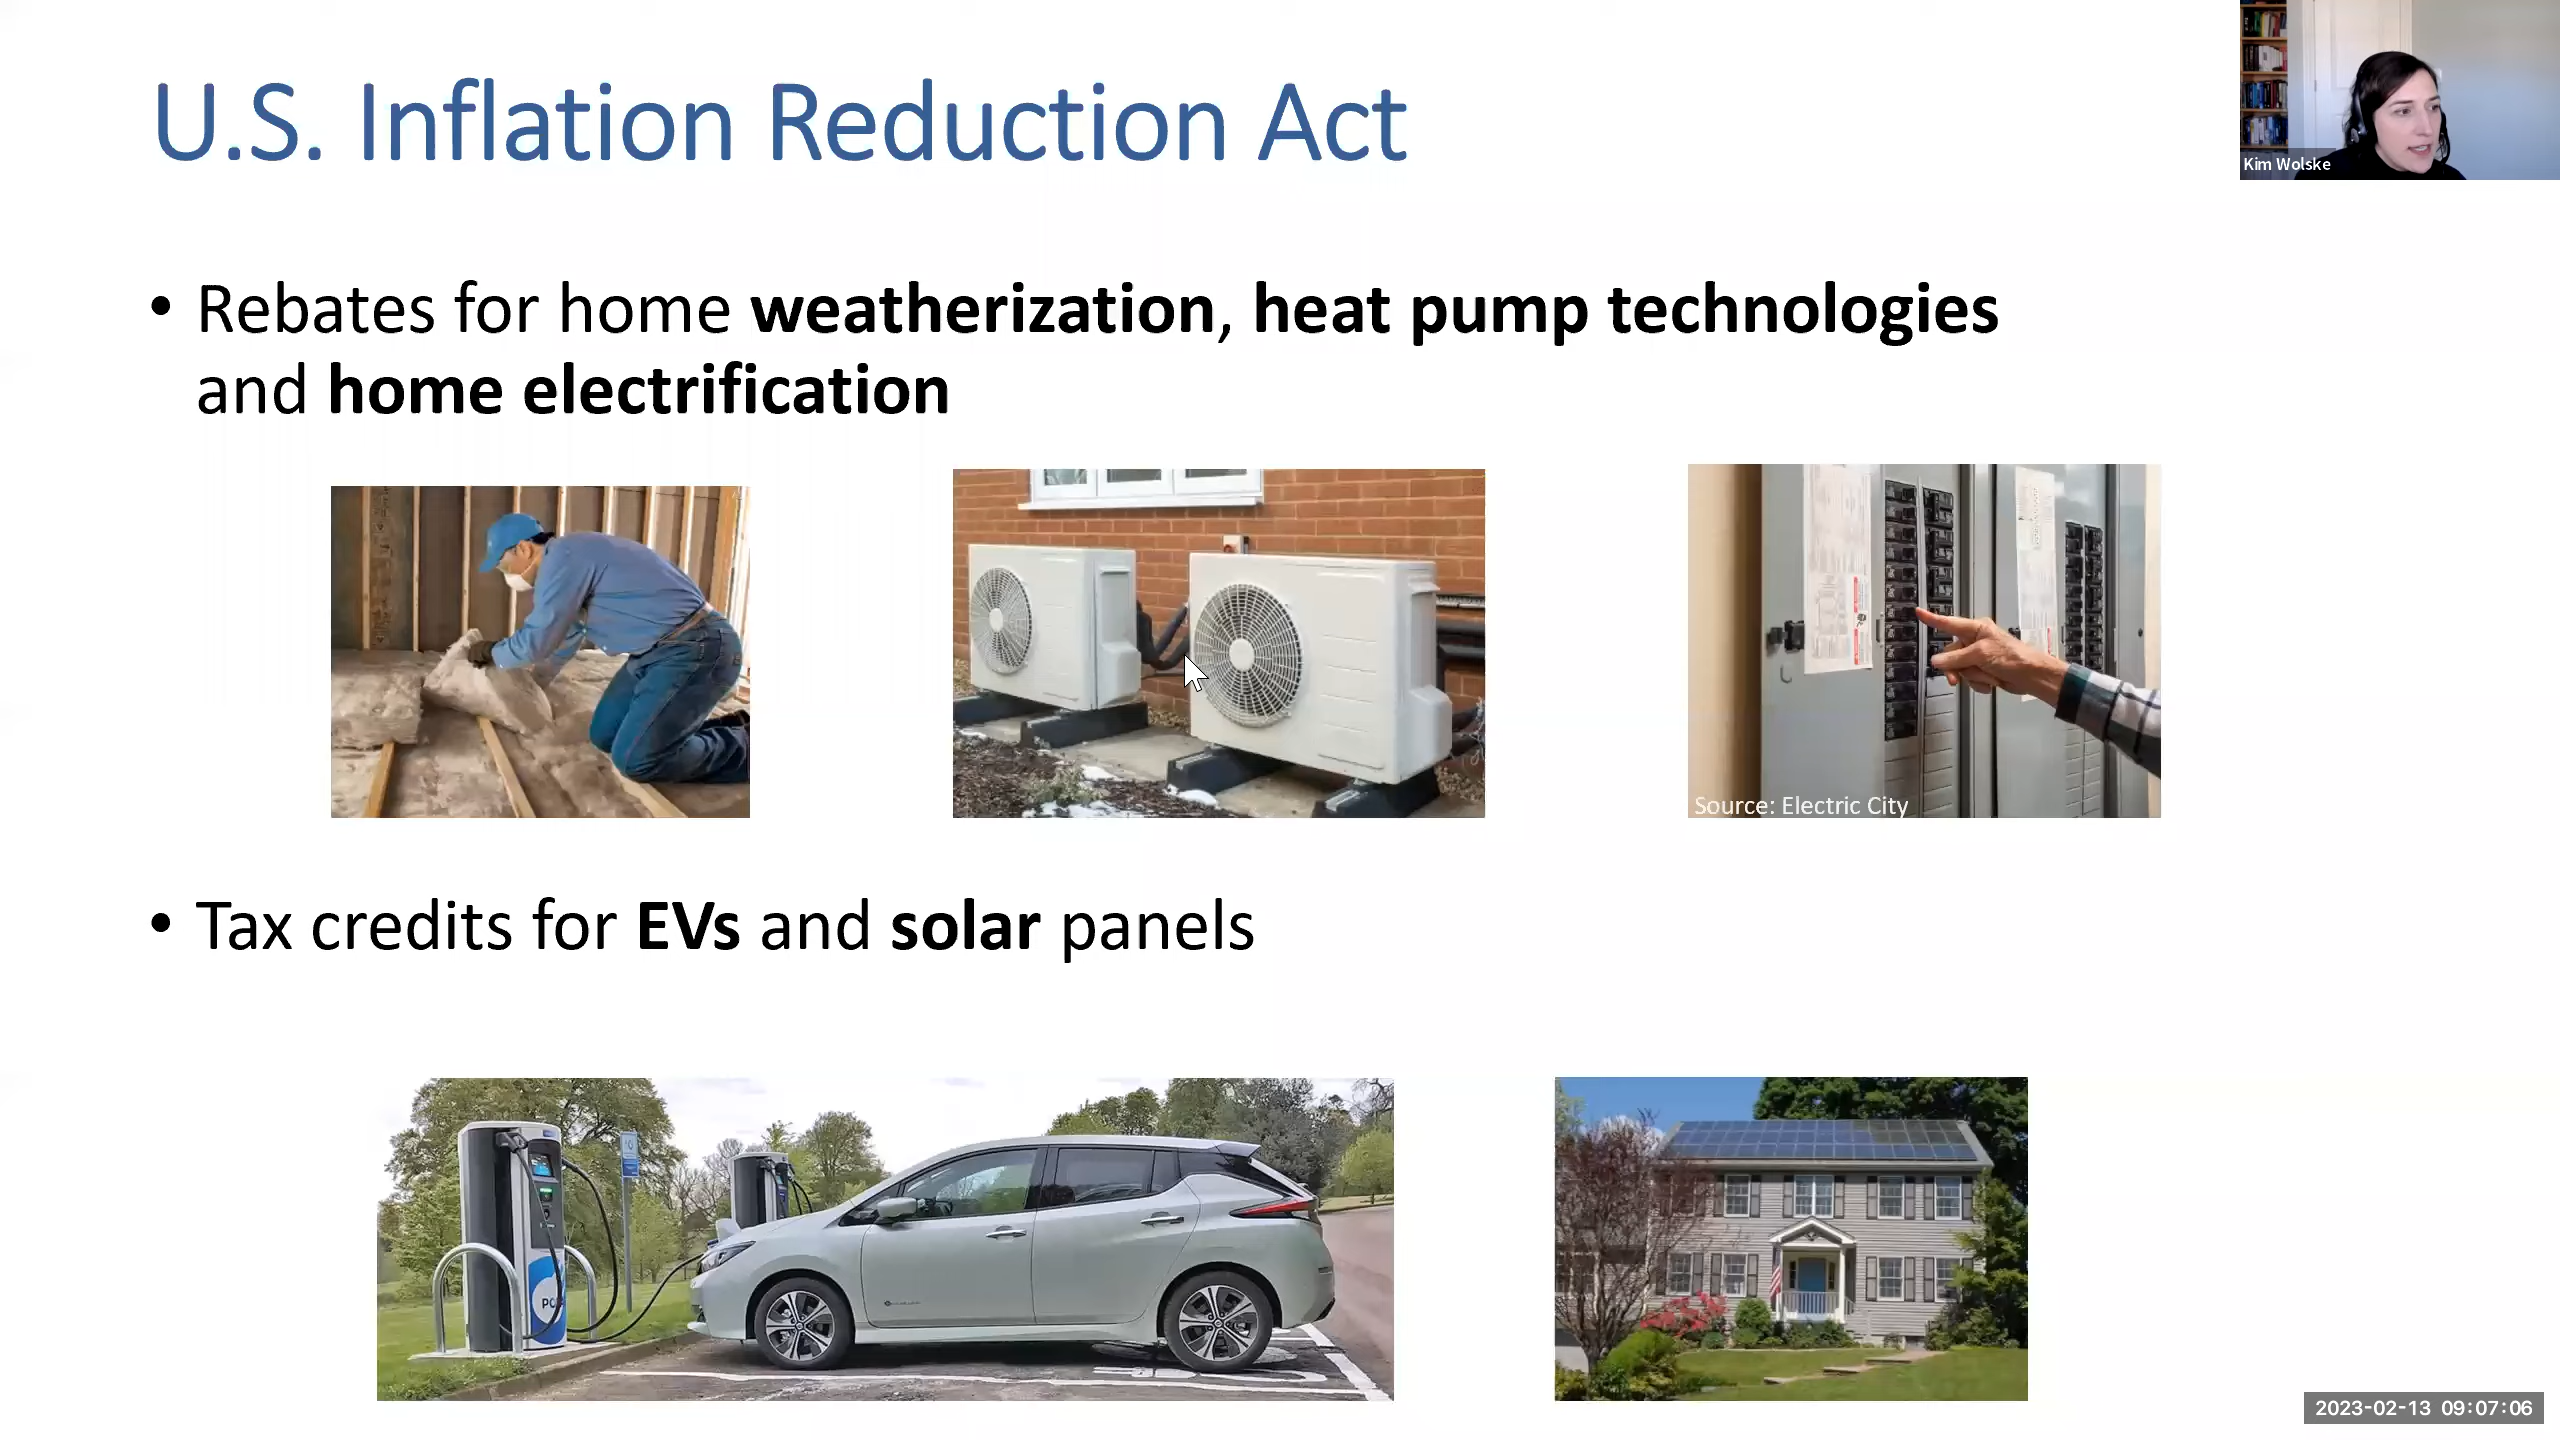 U.S. Inflation Reduction Act
Kim Wolske
• Rebates for home weatherization, heat pump technologies
and home electrification
Source: Electric City
• Tax credits for EVs and solar panels
2023-02-13 09:07:06